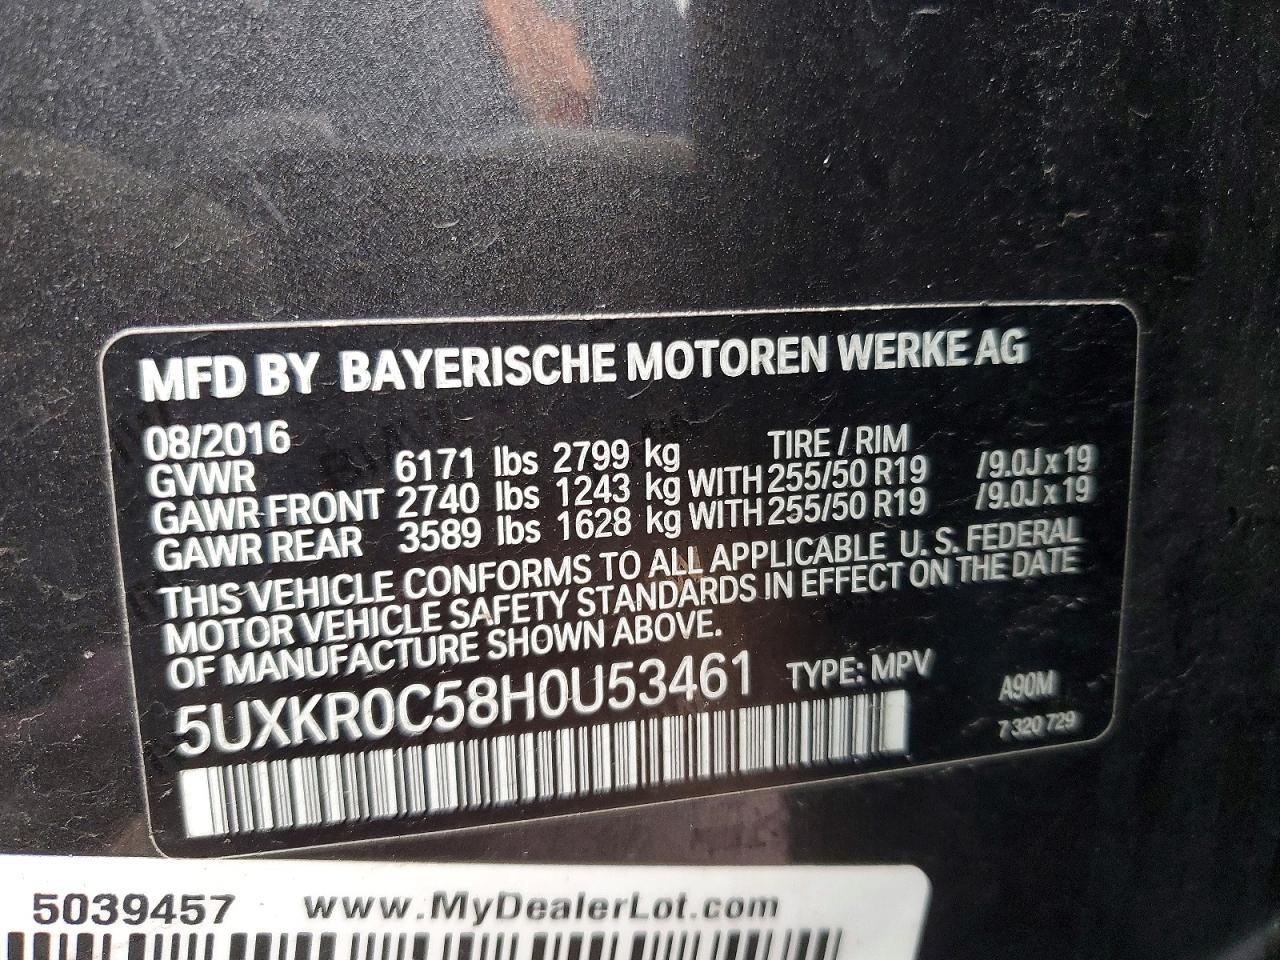 MFD BY BAYERISCHE MOTOREN WERKE AG
08/2016 TIRE / RIM
GVWR 6171 lbs 2799 kg
GAWR FRONT 2740 lbs 1243 kg WITH 255/50 R19 /9.0J x 19
GAWR REAR 3589 lbs 1628 kg WITH 255/50 R19 /9.0J x 19
THIS VEHICLE CONFORMS TO ALL APPLICABLE U.S. FEDERAL
MOTOR VEHICLE SAFETY STANDARDS IN EFFECT ON THE DATE
OF MANUFACTURE SHOWN ABOVE.
5UXKR0C58H0U53461 TYPE: MPV A90M
7 320 729
5039457 www.MyDealerLot.com